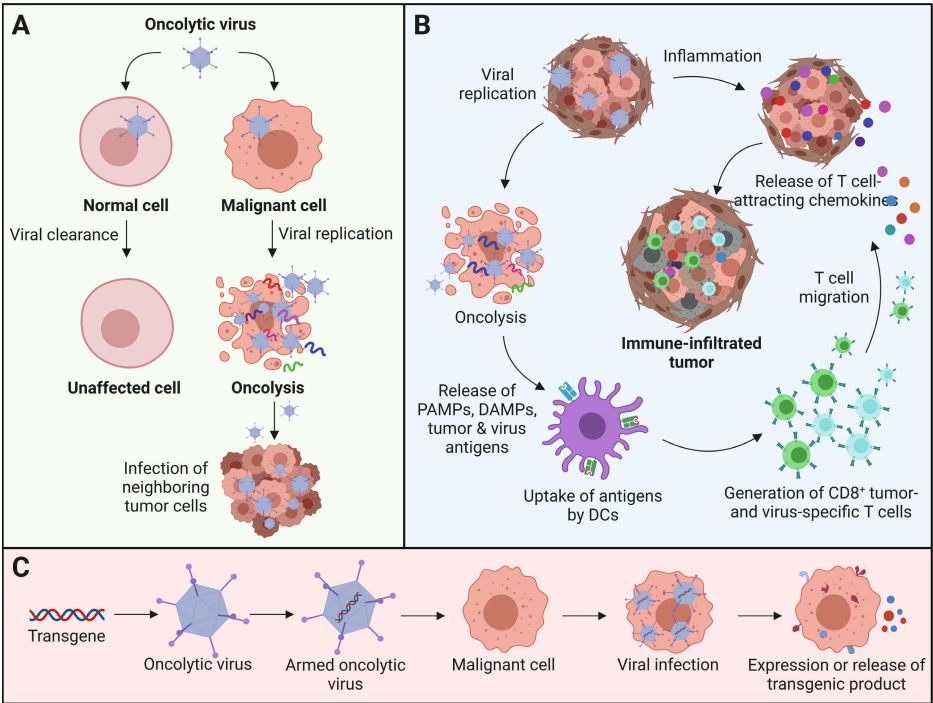 A
Oncolytic virus
Normal cell
Malignant cell
Viral clearance
Viral replication
Unaffected cell
Oncolysis
Infection of
neighboring
tumor cells
B
Viral
replication
Inflammation
Release of T cell-
attracting chemokines
Oncolysis
Immune-infiltrated
tumor
T cell
migration
Release of
PAMPs, DAMPs,
tumor & virus
antigens
Uptake of antigens
by DCs
Generation of CD8⁺ tumor-
and virus-specific T cells
C
Transgene
Oncolytic virus
Armed oncolytic
virus
Malignant cell
Viral infection
Expression or release of
transgenic product